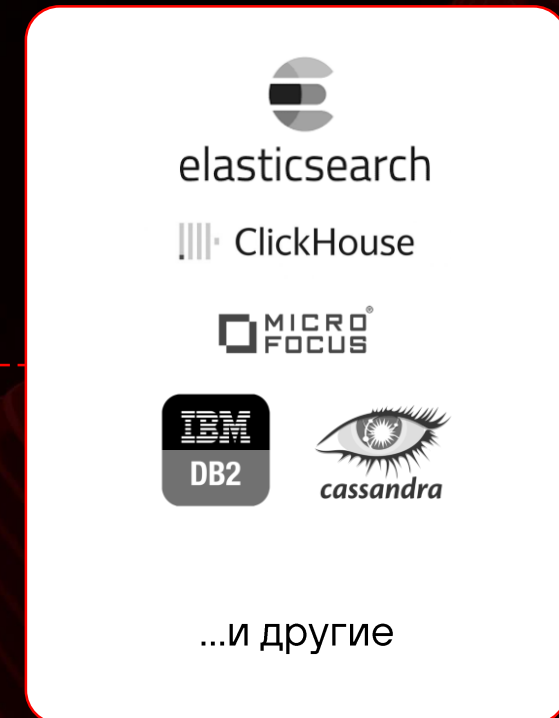 elasticsearch
ClickHouse
MICRO®
FOCUS
IBM
DB2
cassandra
...и другие